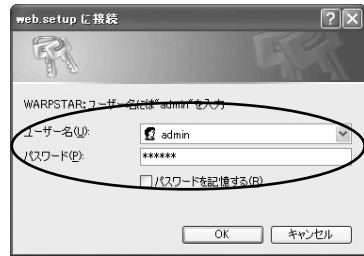 web.setup に接続
WARPSTAR: ユーザー名には"admin"を入力
ユーザー名(U):
admin
パスワード(P):
******
パスワードを記憶する(R)
OK キャンセル